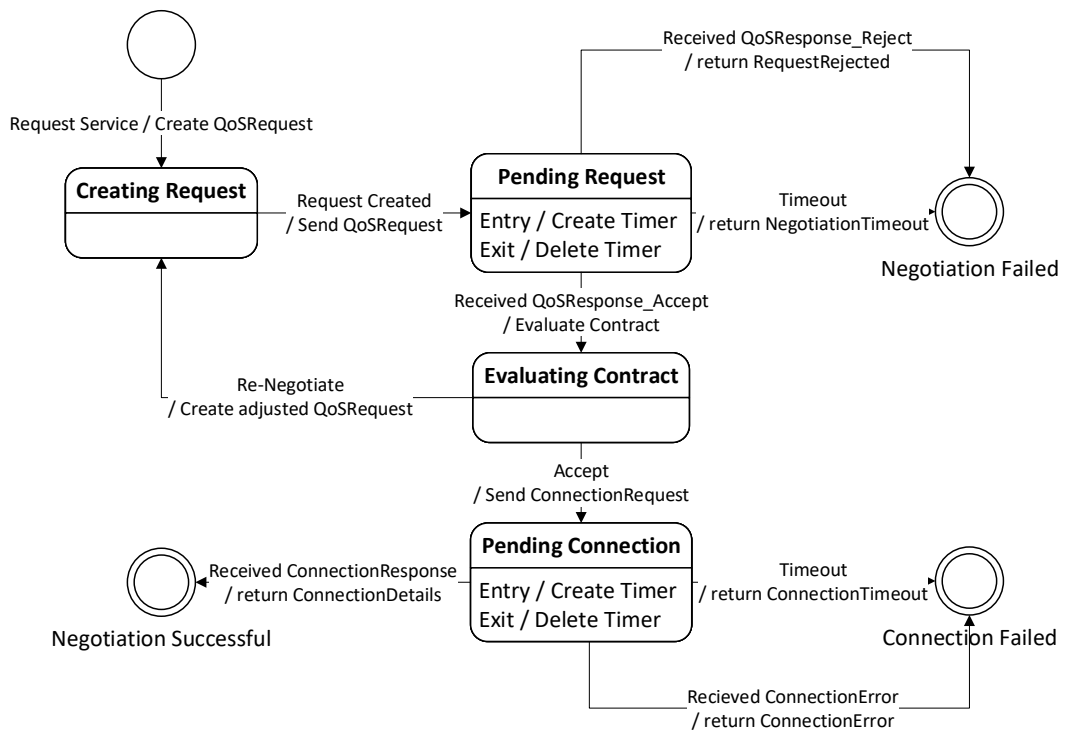 Received QoSResponse_Reject
/ return RequestRejected
Request Service / Create QoSRequest
Creating Request
Request Created
/ Send QoSRequest
Pending Request
Entry / Create Timer
Exit / Delete Timer
Timeout
/ return NegotiationTimeout
Negotiation Failed
Received QoSResponse_Accept
/ Evaluate Contract
Evaluating Contract
Re-Negotiate
/ Create adjusted QoSRequest
Accept
/ Send ConnectionRequest
Pending Connection
Entry / Create Timer
Exit / Delete Timer
Received ConnectionResponse
/ return ConnectionDetails
Negotiation Successful
Timeout
/ return ConnectionTimeout
Connection Failed
Recieved ConnectionError
/ return ConnectionError